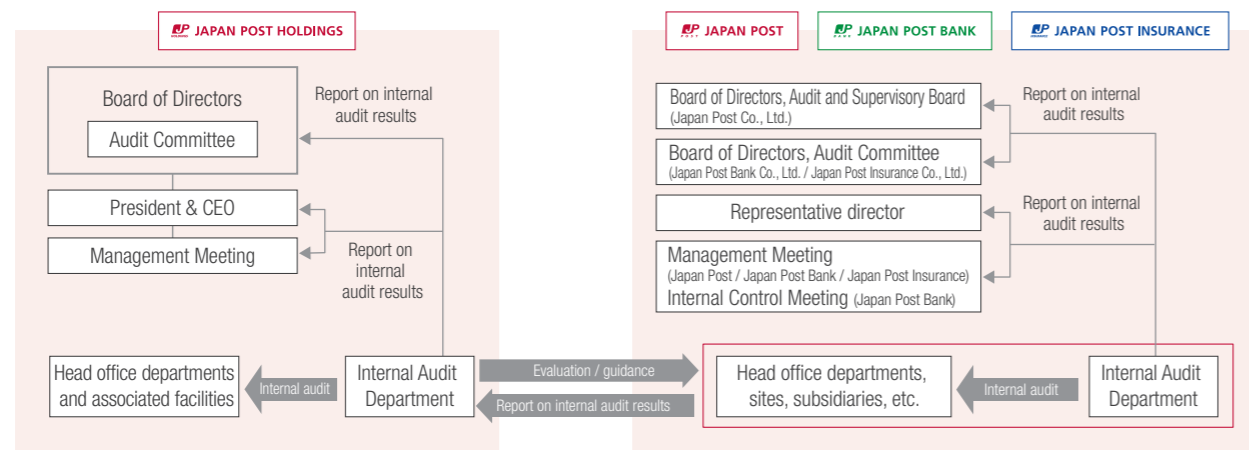 JP JAPAN POST HOLDINGS
Board of Directors
Audit Committee
Report on internal
audit results
President & CEO
Management Meeting
Report on
internal
audit results
Head office departments
and associated facilities
Internal audit
Internal Audit
Department
Evaluation / guidance
Report on internal audit results
JP JAPAN POST
JP JAPAN POST BANK
JP JAPAN POST INSURANCE
Board of Directors, Audit and Supervisory Board
(Japan Post Co., Ltd.)
Board of Directors, Audit Committee
(Japan Post Bank Co., Ltd. / Japan Post Insurance Co., Ltd.)
Report on internal
audit results
Representative director
Management Meeting
(Japan Post / Japan Post Bank / Japan Post Insurance)
Internal Control Meeting (Japan Post Bank)
Report on internal
audit results
Head office departments,
sites, subsidiaries, etc.
Internal audit
Internal Audit
Department